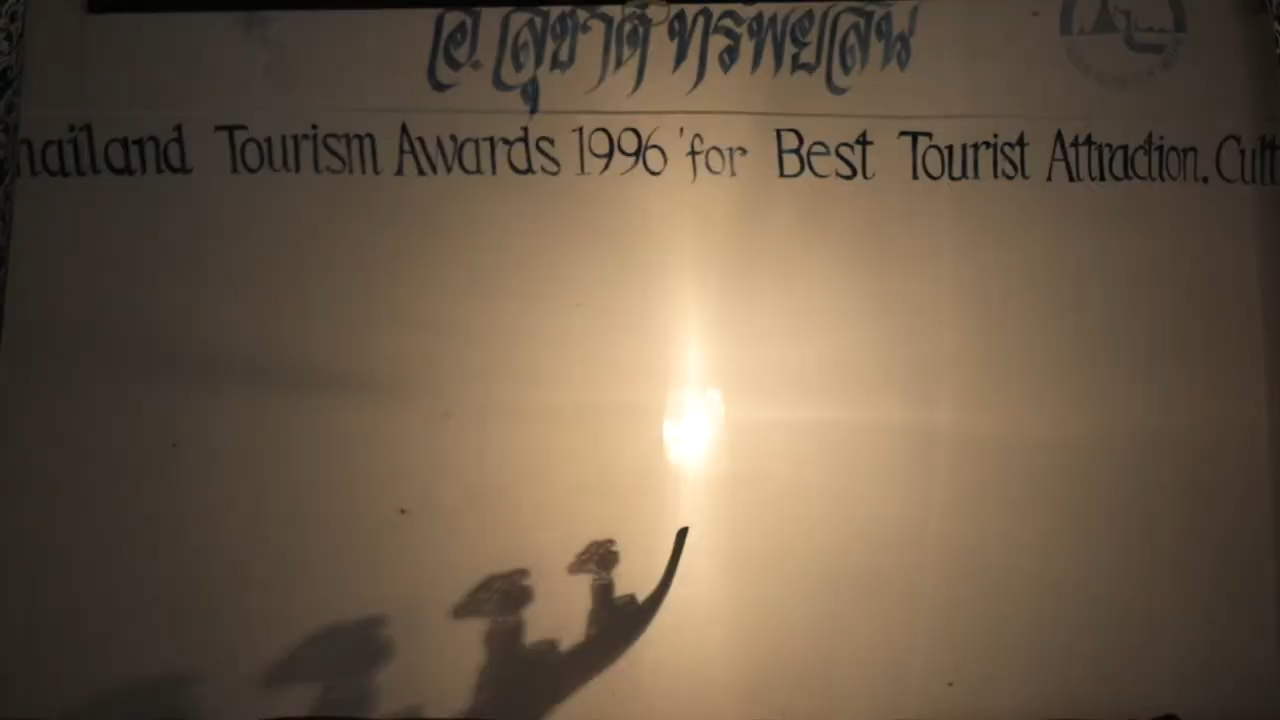 อ. สุชาติ ทรัพย์สิน
hailand Tourism Awards 1996 'for Best Tourist Attraction. Cult